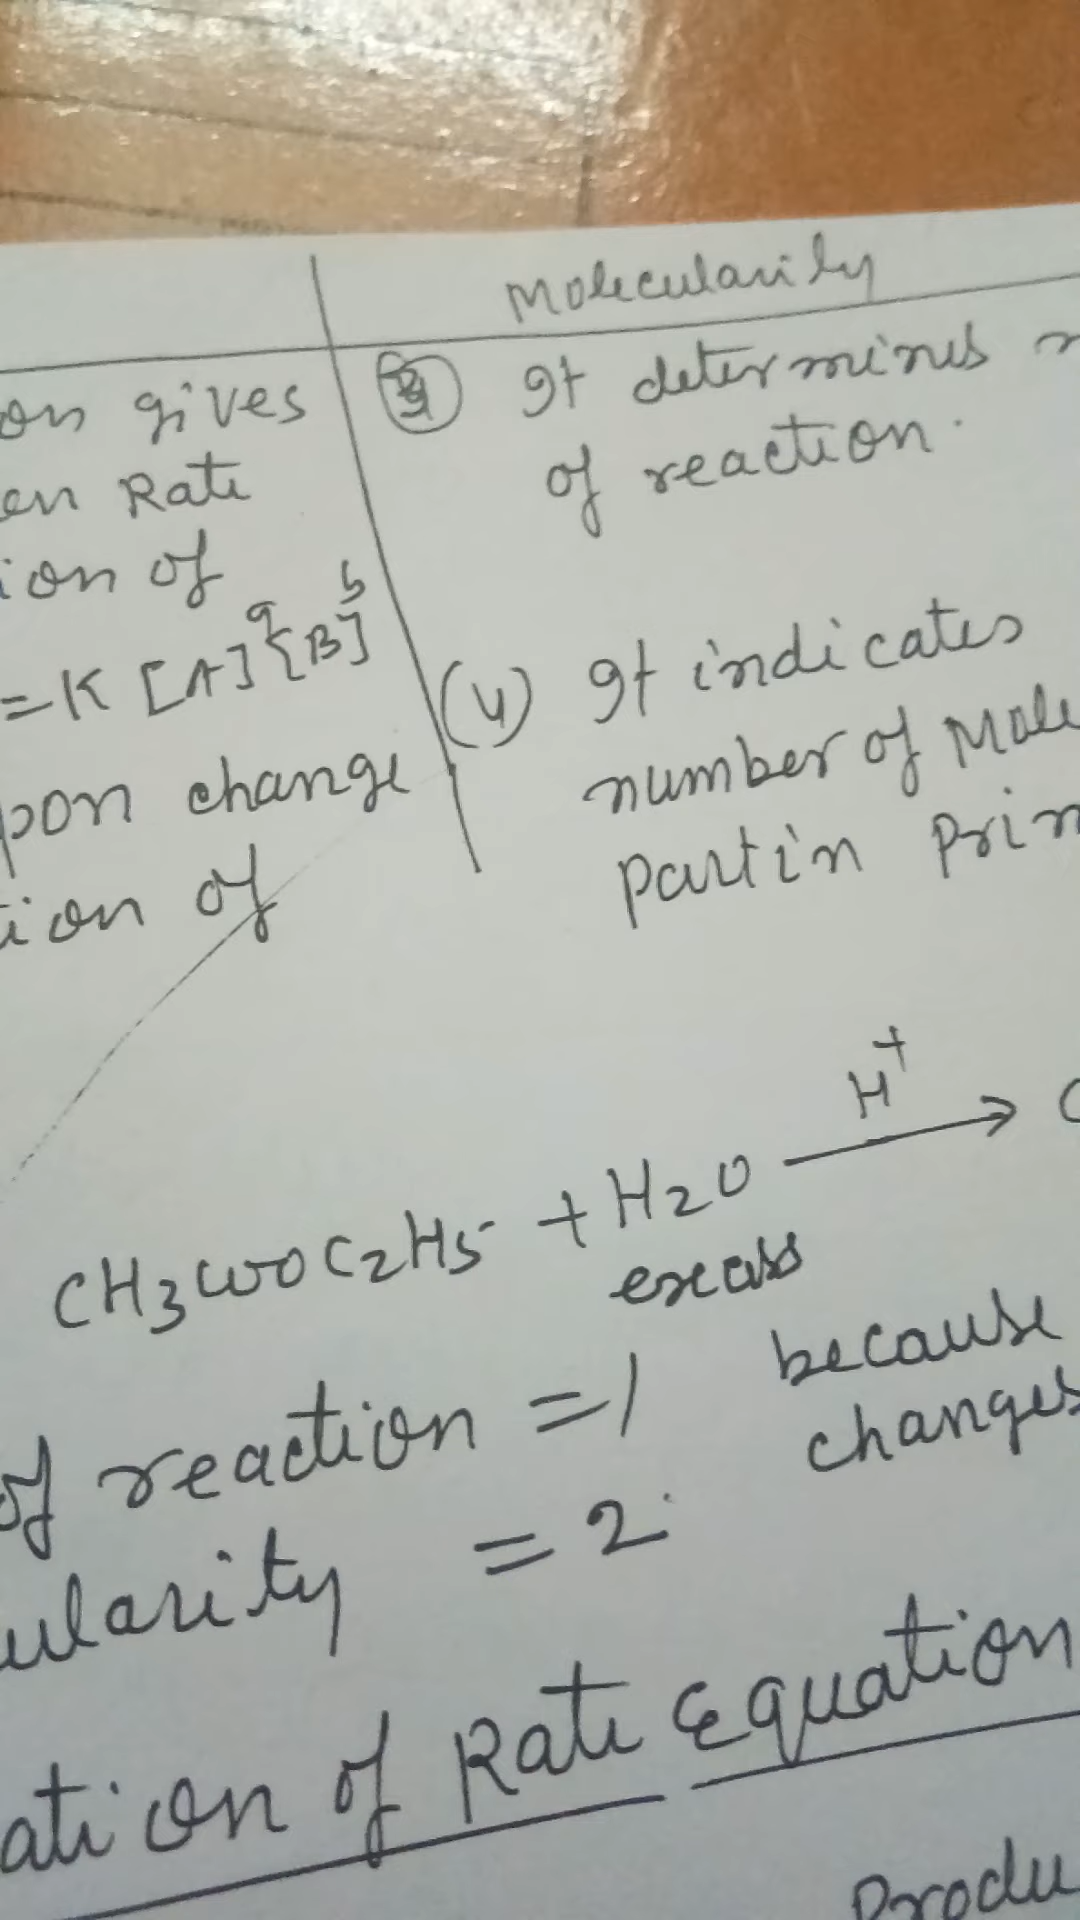 Molecularity
on gives
en Rate
ion of
= K [A]^a {B]^b
pon change
ion of
It determines
of reaction.
(4) It indicates
number of Mole
part in Prin
CH3COOC2H5 + H2O H+ →
excess
of reaction = 1
because
changes
ularity = 2
ation of Rate Equation
Produ